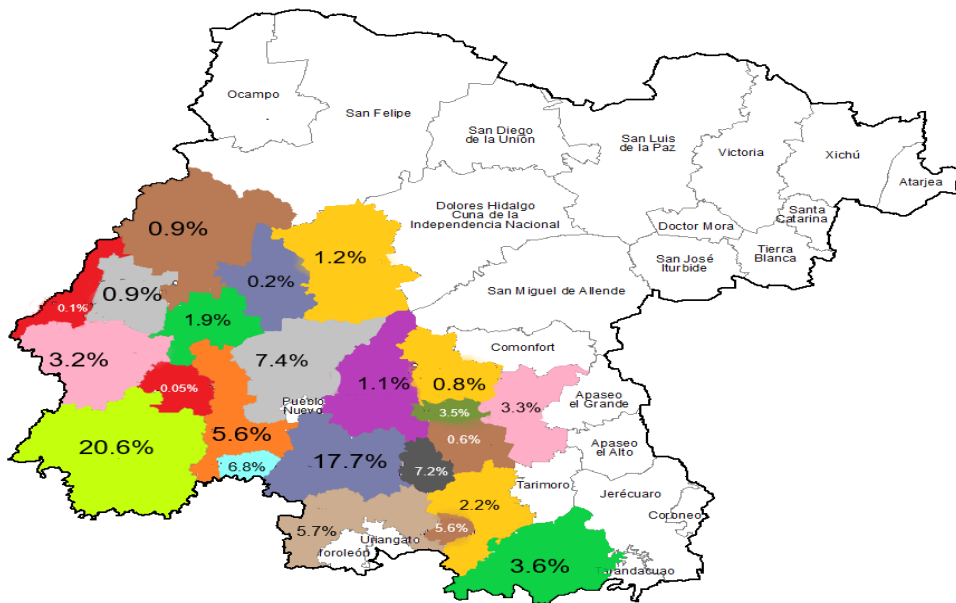 Ocampo
San Felipe
San Diego
de la Unión
San Luis
de la Paz
Victoria
Xichú
Atarjea
Dolores Hidalgo
Cuna de la
Independencia Nacional
Doctor Mora
Santa
Catarina
San José
Iturbide
Tierra
Blanca
San Miguel de Allende
0.9%
0.2%
1.2%
0.9%
0.1%
1.9%
Comonfort
3.2%
0.05%
7.4%
1.1%
0.8%
3.3%
Apaseo
el Grande
Pueblo
Nuevo
3.5%
20.6%
5.6%
0.6%
Apaseo
el Alto
6.8%
17.7%
7.2%
Tarimoro
Jerécuaro
Coroneo
5.7%
2.2%
5.6%
Uriangato
oroleón
3.6%
Tarandacuao